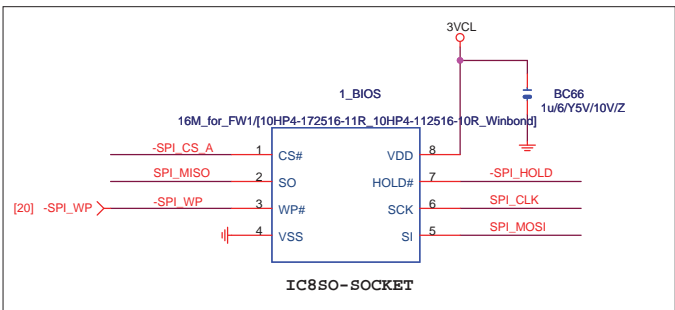 3VCL
1_BIOS
BC66
1u/6/Y5V/10V/Z
16M_for_FW1/[10HP4-172516-11R_10HP4-112516-10R_Winbond]
-SPI_CS_A 1 CS# VDD 8
SPI_MISO 2 SO HOLD# 7 -SPI_HOLD
[20] -SPI_WP -SPI_WP 3 WP# SCK 6 SPI_CLK
4 VSS SI 5 SPI_MOSI
IC8SO-SOCKET